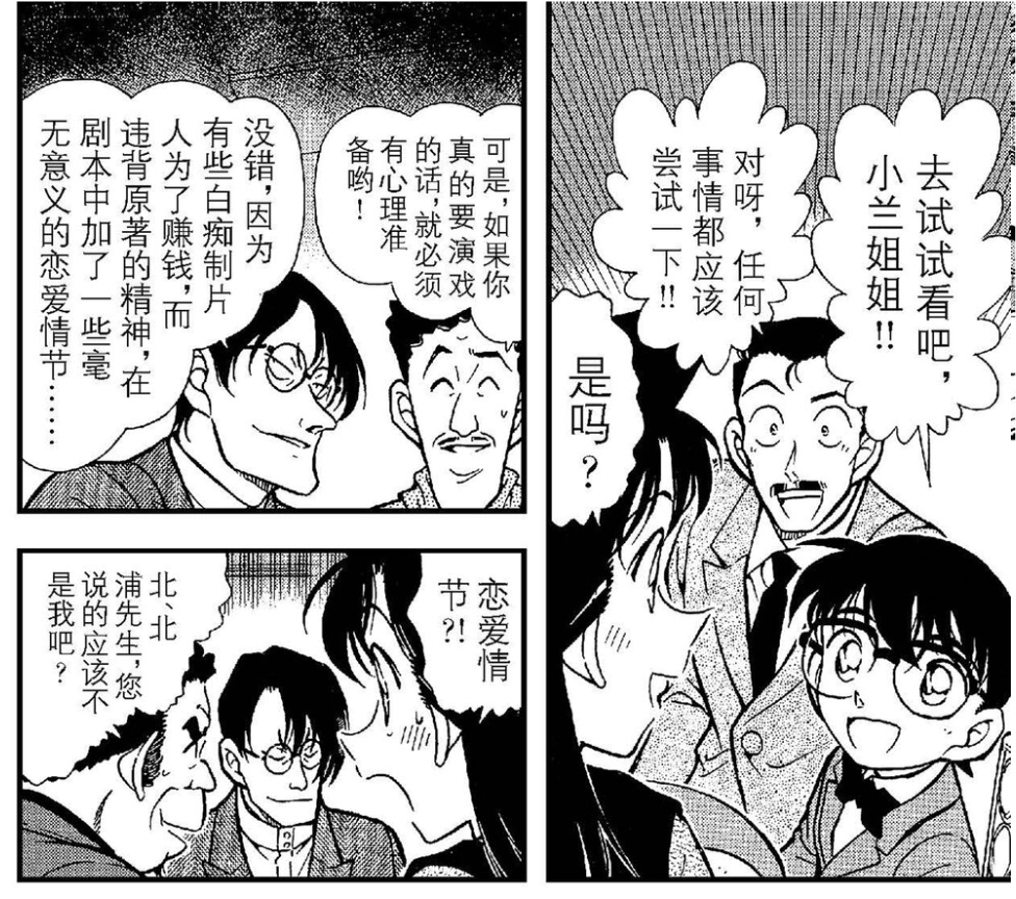 去试试看吧，
小兰姐姐!!
对呀，任何
事情都应该
尝试一下!!
是吗？
可是，如果你
真的要演戏
的话，就必须
有心理准
备哟！
没错，因为
有些白痴制片
人为了赚钱，而
违背原著的精神，在
剧本中加了一些毫
无意义的恋爱情节……
恋爱情
节?!
北、北
浦先生，您
说的应该不
是我吧？